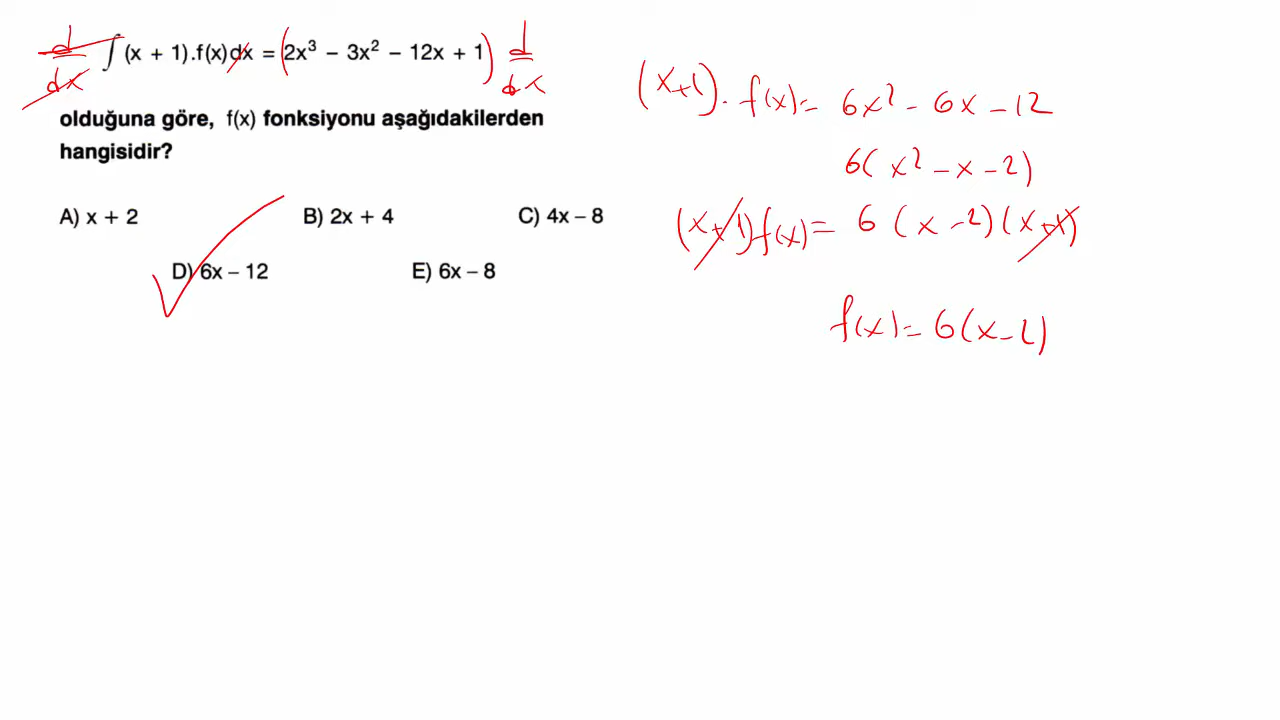 d/dx ∫ (x + 1).f(x)dx = (2x³ − 3x² − 12x + 1) d/dx
olduğuna göre, f(x) fonksiyonu aşağıdakilerden
hangisidir?
A) x + 2 B) 2x + 4 C) 4x − 8
D) 6x − 12 E) 6x − 8
(x+1). f(x) = 6x² − 6x − 12
6(x² − x − 2)
(x+1)f(x) = 6(x−2)(x+1)
f(x) = 6(x−2)